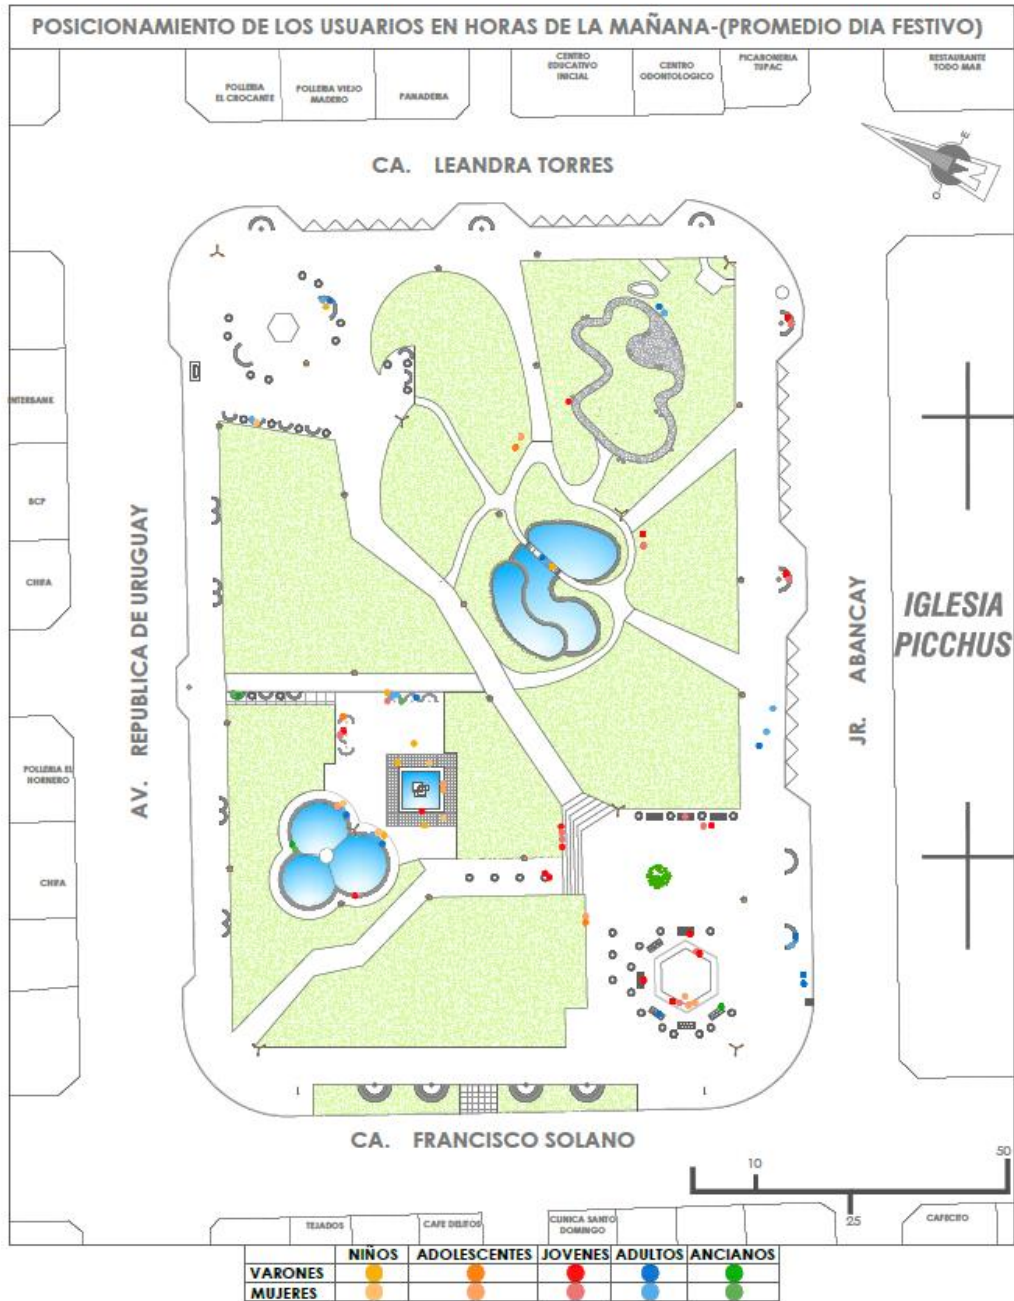 POSICIONAMIENTO DE LOS USUARIOS EN HORAS DE LA MAÑANA-(PROMEDIO DIA FESTIVO)
POLLERIA
EL CROCANTE
POLLERIA VIEJO
MADERO
PANADERIA
CENTRO
EDUCATIVO
INICIAL
CENTRO
ODONTOLOGICO
PICARONERIA
TUPAC
RESTAURANTE
TODO MAR
CA. LEANDRA TORRES
E
N
O
INTERBANK
BCP
CHIFA
AV. REPUBLICA DE URUGUAY
IGLESIA
PICCHUS
JR. ABANCAY
POLLERIA EL
HORNERO
CHIFA
CA. FRANCISCO SOLANO
10
50
25
TEJADOS
CAFE DELITOS
CLINICA SANTO
DOMINGO
CAFECITO
NIÑOS ADOLESCENTES JOVENES ADULTOS ANCIANOS
VARONES
MUJERES